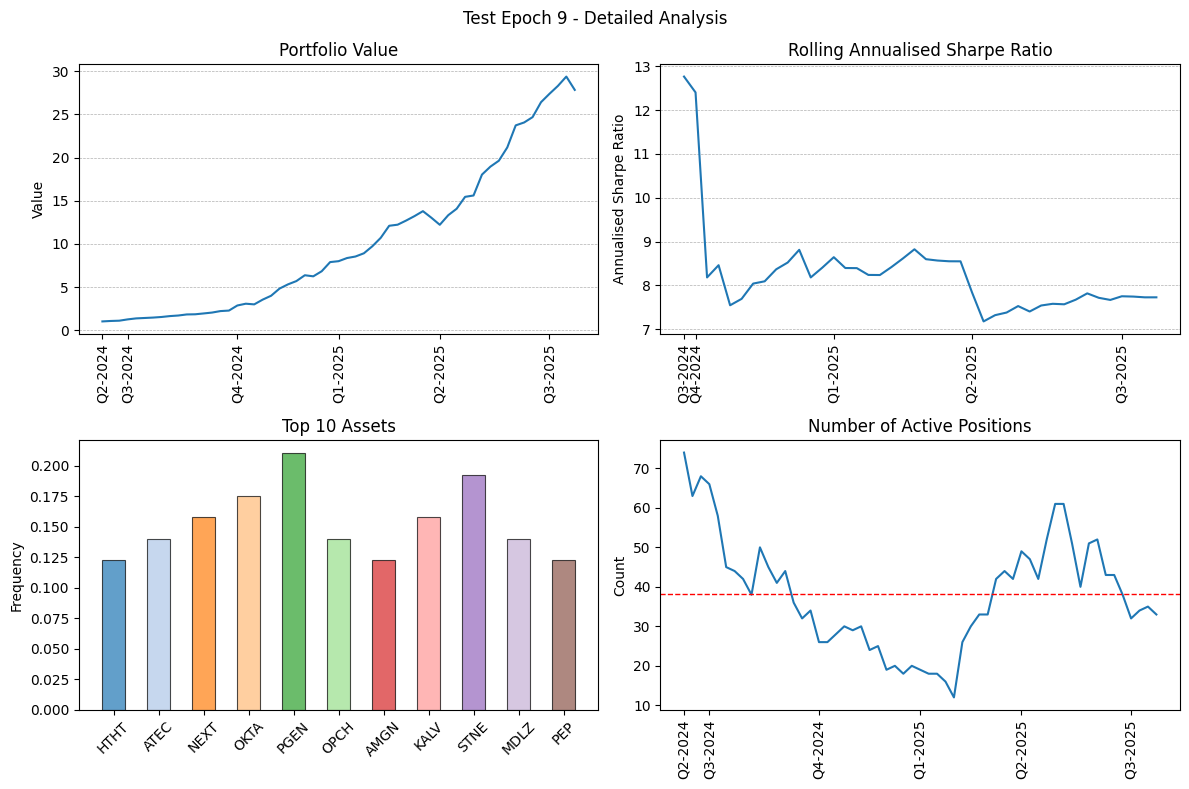 Test Epoch 9 - Detailed Analysis
Portfolio Value
Value
30
25
20
15
10
5
0
Q2-2024
Q3-2024
Q4-2024
Q1-2025
Q2-2025
Q3-2025
Rolling Annualised Sharpe Ratio
Annualised Sharpe Ratio
13
12
11
10
9
8
7
Q3-2024
Q4-2024
Q1-2025
Q2-2025
Q3-2025
Top 10 Assets
Frequency
0.200
0.175
0.150
0.125
0.100
0.075
0.050
0.025
0.000
HTHT
ATEC
NEXT
OKTA
PGEN
OPCH
AMGN
KALV
STNE
MDLZ
PEP
Number of Active Positions
Count
70
60
50
40
30
20
10
Q2-2024
Q3-2024
Q4-2024
Q1-2025
Q2-2025
Q3-2025